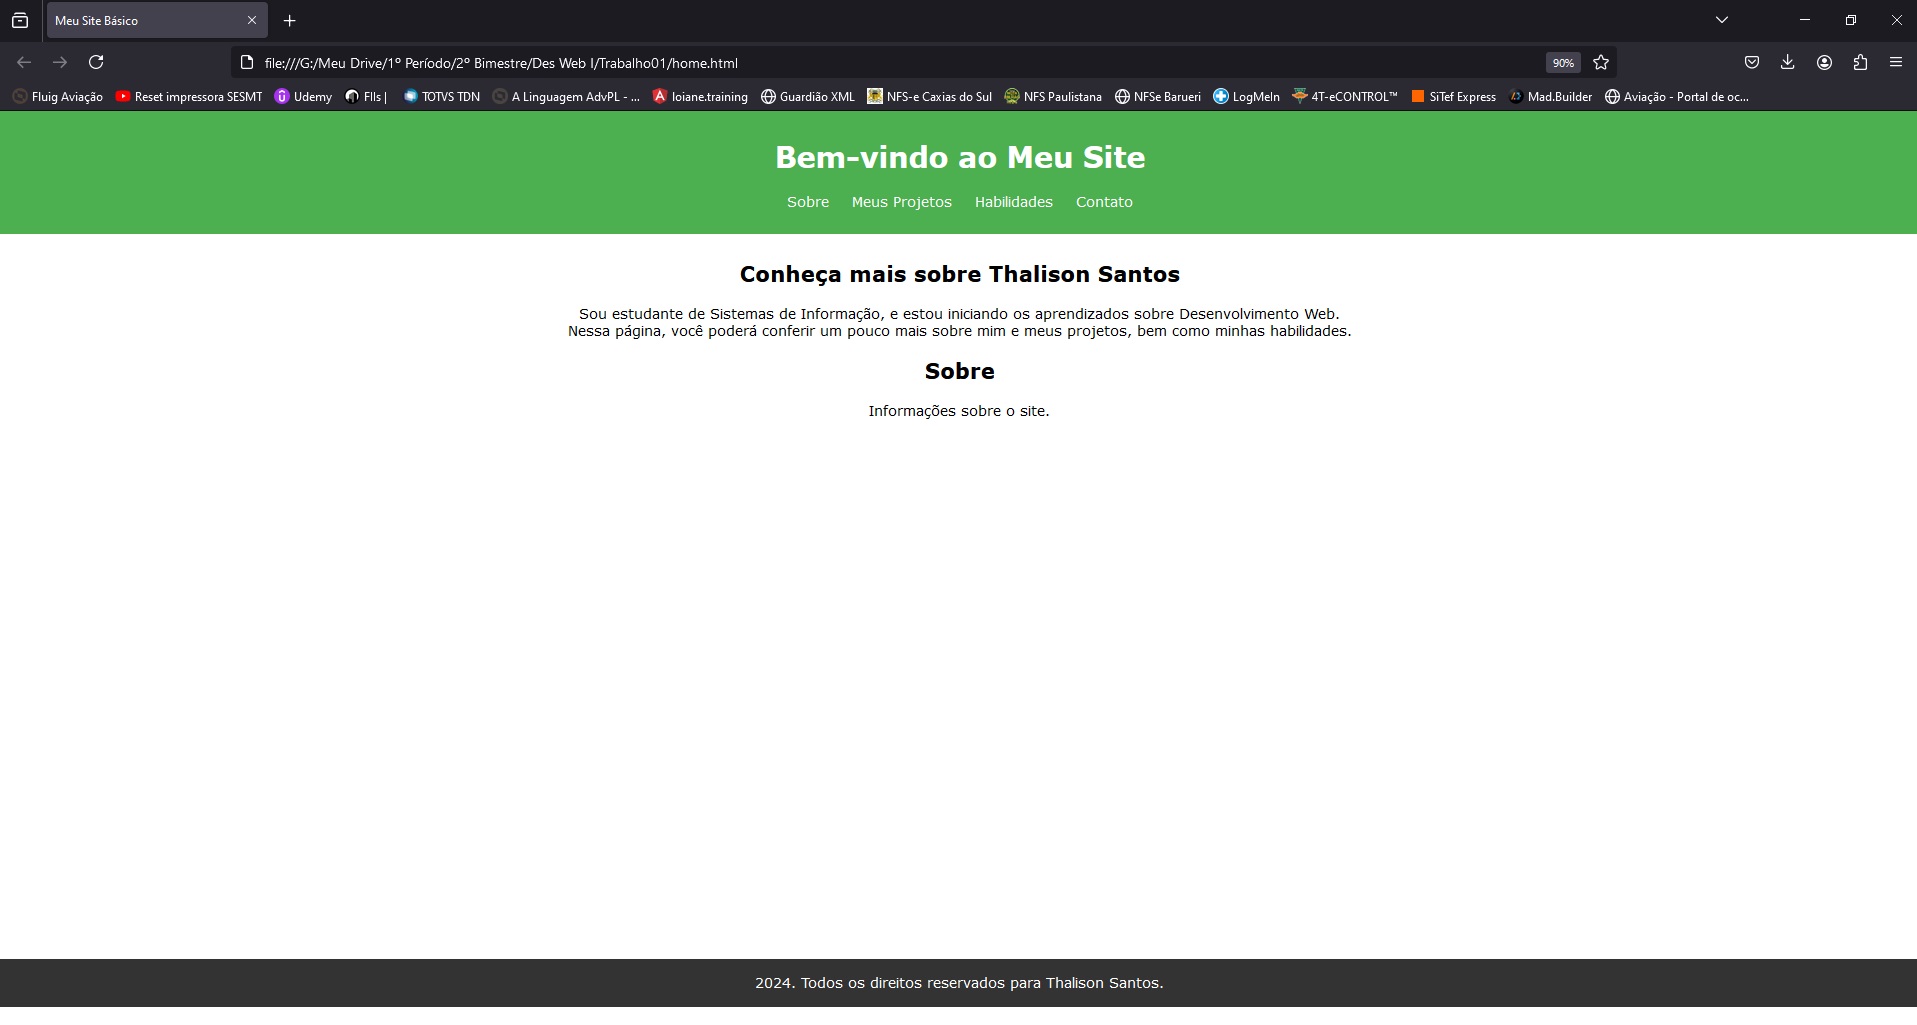 Meu Site Básico
file:///G:/Meu Drive/1º Período/2º Bimestre/Des Web I/Trabalho01/home.html
90%
Fluig Aviação Reset impressora SESMT Udemy FIIs | TOTVS TDN A Linguagem AdvPL - ... loiane.training Guardião XML NFS-e Caxias do Sul NFS Paulistana NFSe Barueri LogMeIn 4T-eCONTROL™ SiTef Express Mad.Builder Aviação - Portal de oc...
Bem-vindo ao Meu Site
Sobre Meus Projetos Habilidades Contato
Conheça mais sobre Thalison Santos
Sou estudante de Sistemas de Informação, e estou iniciando os aprendizados sobre Desenvolvimento Web.
Nessa página, você poderá conferir um pouco mais sobre mim e meus projetos, bem como minhas habilidades.
Sobre
Informações sobre o site.
2024. Todos os direitos reservados para Thalison Santos.